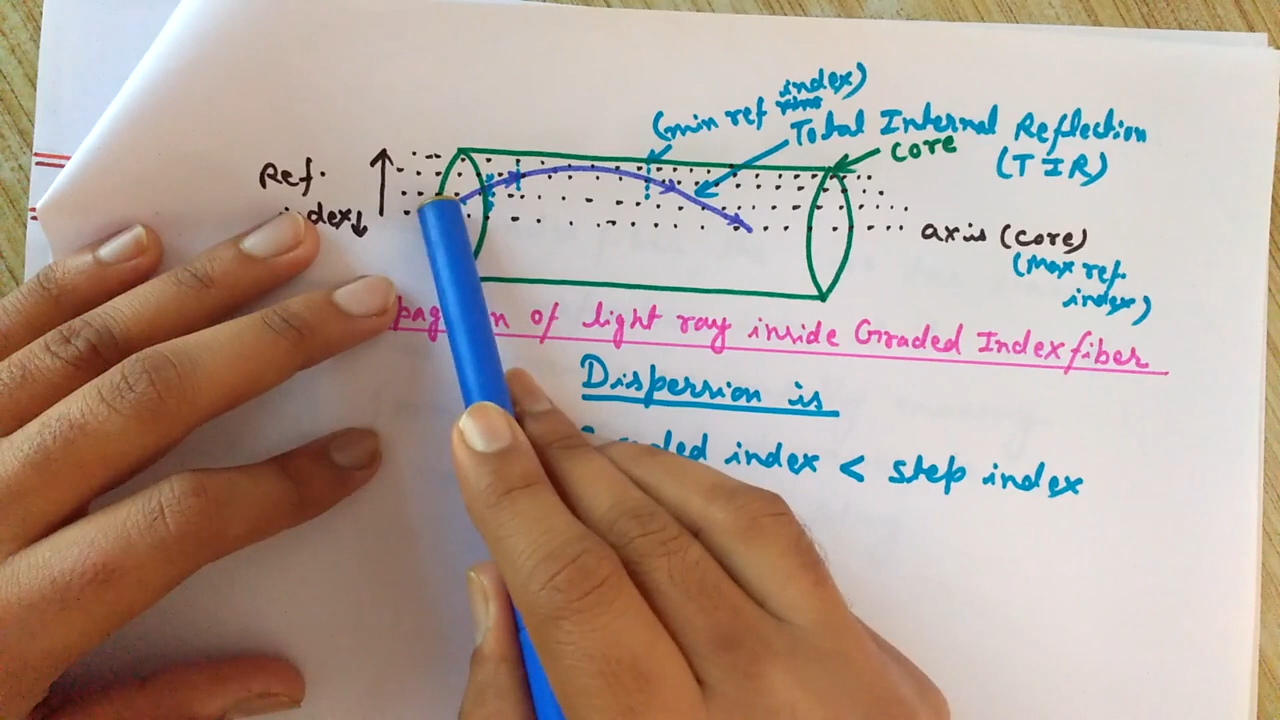 (min ref index)
Total Internal Reflection
(TIR)
core
Ref.
index↓
axis (core)
(Max ref. index)
of light ray inside Graded Index fiber
Dispersion is
index < step index